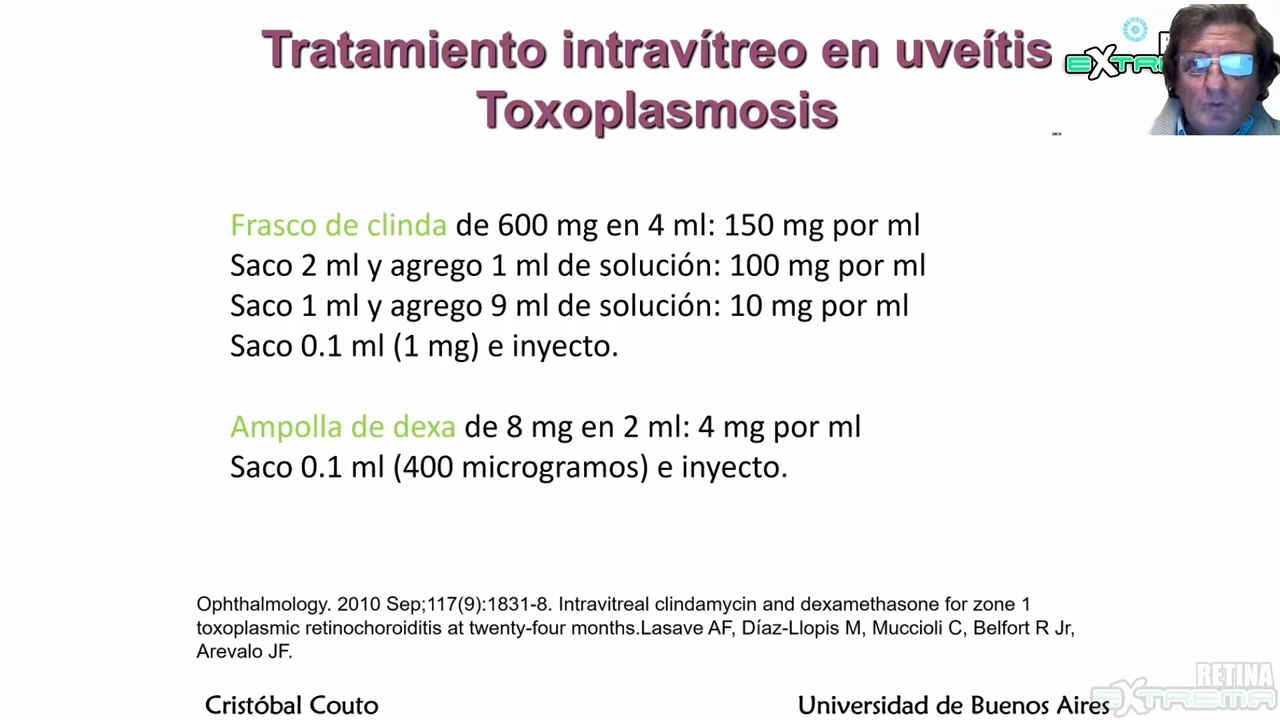 Tratamiento intravítreo en uveítis
Toxoplasmosis
Frasco de clinda de 600 mg en 4 ml: 150 mg por ml
Saco 2 ml y agrego 1 ml de solución: 100 mg por ml
Saco 1 ml y agrego 9 ml de solución: 10 mg por ml
Saco 0.1 ml (1 mg) e inyecto.
Ampolla de dexa de 8 mg en 2 ml: 4 mg por ml
Saco 0.1 ml (400 microgramos) e inyecto.
Ophthalmology. 2010 Sep;117(9):1831-8. Intravitreal clindamycin and dexamethasone for zone 1
toxoplasmic retinochoroiditis at twenty-four months.Lasave AF, Díaz-Llopis M, Muccioli C, Belfort R Jr,
Arevalo JF.
Cristóbal Couto
Universidad de Buenos Aires
RETINA
EXTREMA